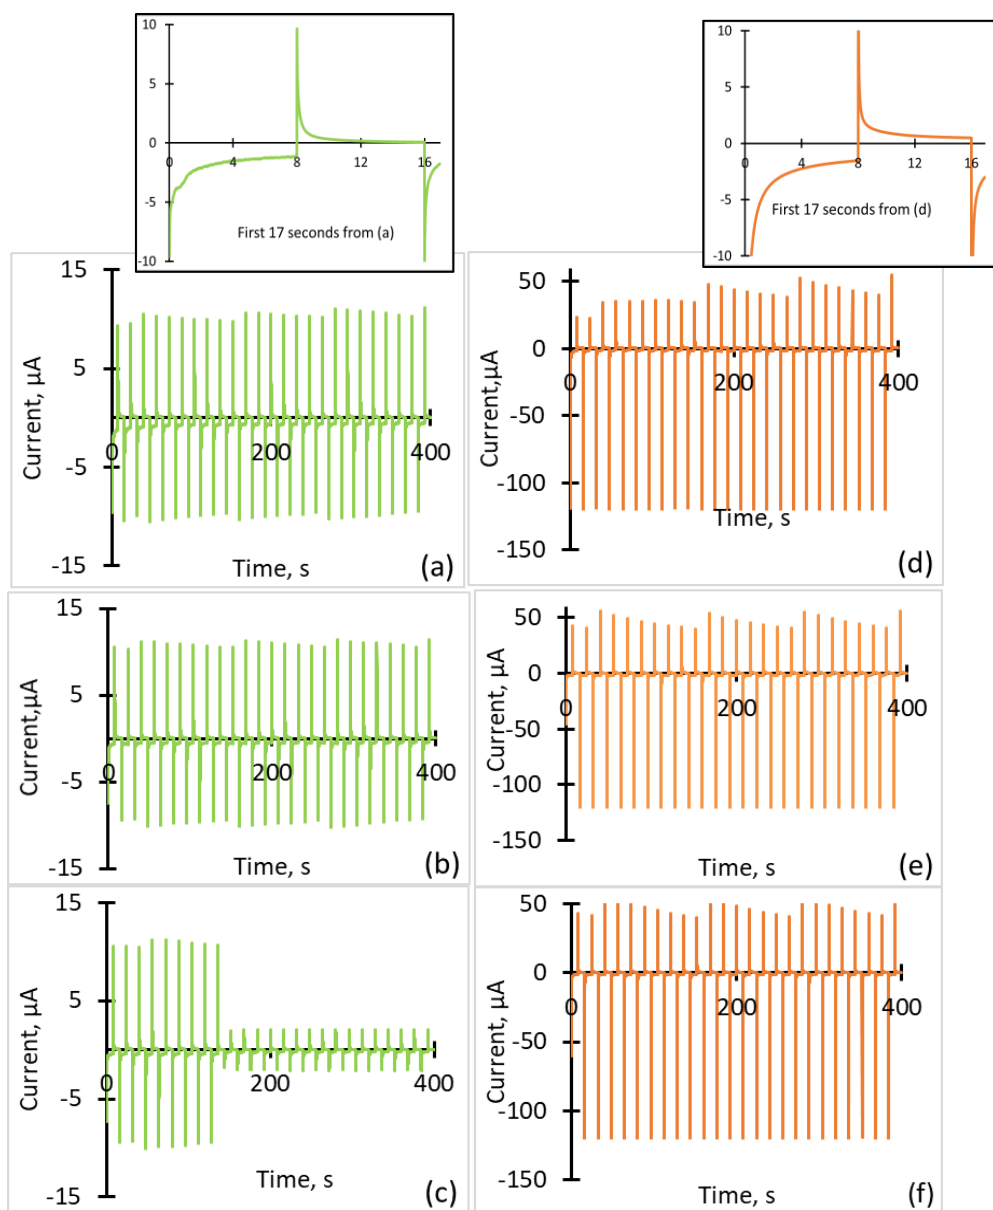 10
5
0
-5
-10
0 4 8 12 16
First 17 seconds from (a)
10
5
0
-5
-10
0 4 8 12 16
First 17 seconds from (d)
15
5
-5
-15
0 200 400
Current, µA
Time, s
(a)
50
0
-50
-100
-150
0 200 400
Current,µA
Time, s
(d)
15
5
-5
-15
0 200 400
Current,µA
Time, s
(b)
50
0
-50
-100
-150
0 200 400
Current, µA
Time, s
(e)
15
5
-5
-15
0 200 400
Current, µA
Time, s
(c)
50
0
-50
-100
-150
0 200 400
Current, µA
Time, s
(f)